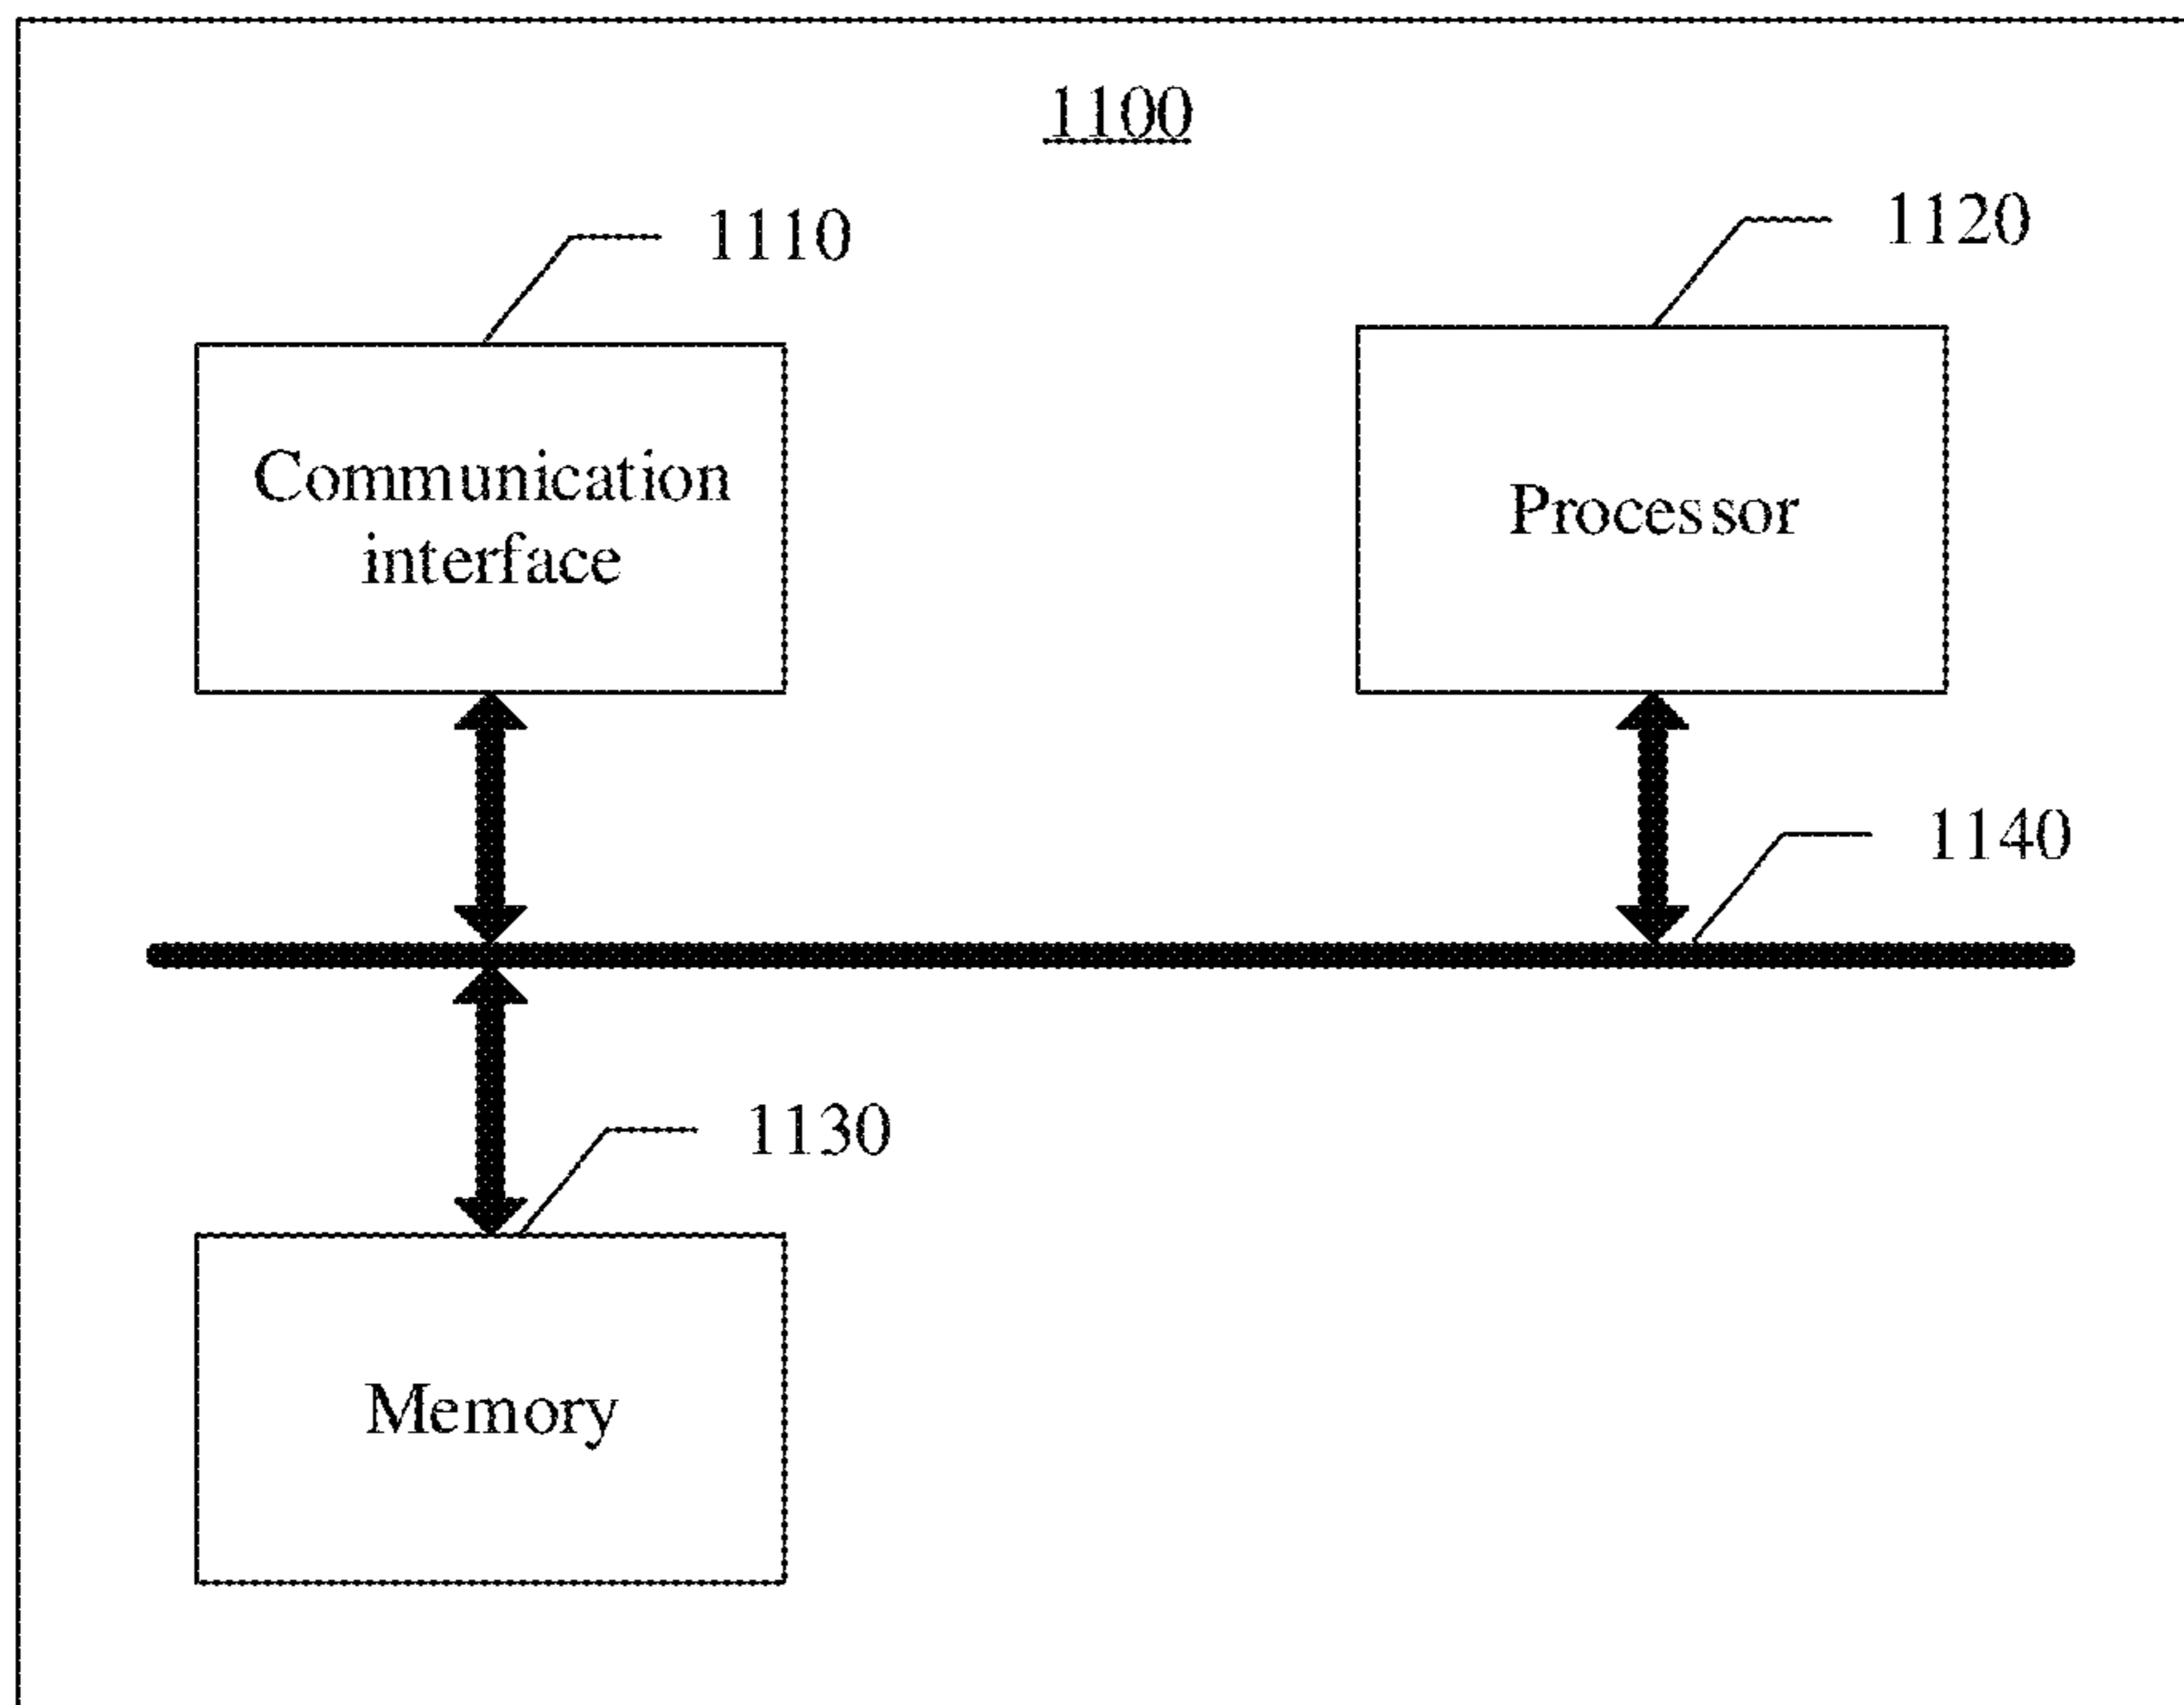 1100
1110
1120
Communication
interface
Processor
1140
1130
Memory